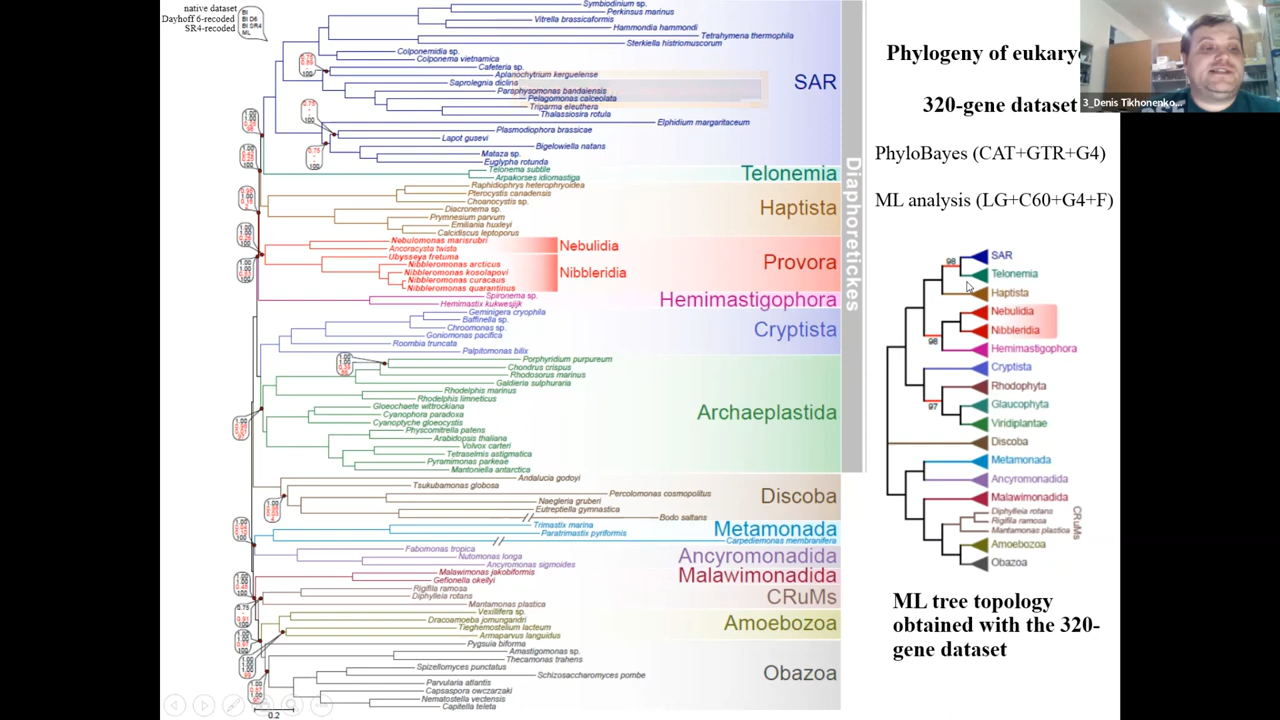 native dataset
Dayhoff 6-recoded
SR4-recoded
BI
BI D6
BI SR4
ML
Symbiodinium sp.
Perkinsus marinus
Vitrella brassicaformis
Hammondia hammondi
Tetrahymena thermophila
Sterkiella histriomuscorum
Colponemidia sp.
Colponema vietnamica
Cafeteria sp.
Aplanochytrium kerguelense
Saprolegnia diclina
Paraphysomonas bandaiensis
Pelagomonas calceolata
Triparma eleuthera
Thalassiosira rotula
Elphidium margaritaceum
Plasmodiophora brassicae
Lapot gusevi
Bigelowiella natans
Mataza sp.
Euglypha rotunda
SAR
Telonema subtile
Arpakorses idiomastiga
Telonemia
Raphidiophrys heterophryoidea
Pterocystis canadensis
Choanocystis sp.
Diacronema sp.
Prymnesium parvum
Emiliania huxleyi
Calcidiscus leptoporus
Haptista
Nebulomonas marisrubri
Ancoracysta twista
Ubysseya fretuma
Nibbleromonas arcticus
Nibbleromonas kosolapovi
Nibbleromonas curacaus
Nibbleromonas quarantinus
Nebulidia
Nibbleridia
Provora
Spironema sp.
Hemimastix kukwesjijk
Hemimastigophora
Geminigera cryophila
Baffinella sp.
Chroomonas sp.
Goniomonas pacifica
Roombia truncata
Palpitomonas bilix
Cryptista
Porphyridium purpureum
Chondrus crispus
Rhodosorus marinus
Galdieria sulphuraria
Rhodelphis marinus
Rhodelphis limneticus
Gloeochaete wittrockiana
Cyanophora paradoxa
Cyanoptyche gloeocystis
Physcomitrella patens
Arabidopsis thaliana
Volvox carteri
Tetraselmis astigmatica
Pyramimonas parkeae
Mantoniella antarctica
Archaeplastida
Diaphoretickes
Andalucia godoyi
Tsukubamonas globosa
Percolomonas cosmopolitus
Naegleria gruberi
Eutreptiella gymnastica
Bodo saltans
Discoba
Trimastix marina
Paratrimastix pyriformis
Carpediemonas membranifera
Metamonada
Fabomonas tropica
Nutomonas longa
Ancyromonas sigmoides
Ancyromonadida
Malawimonas jakobiformis
Gefionella okellyi
Malawimonadida
Rigifila ramosa
Diphylleia rotans
Mantamonas plastica
CRuMs
Vexillifera sp.
Dracoamoeba jomungandri
Tieghemostelium lacteum
Armaparvus languidus
Amoebozoa
Pygsuia biforma
Amastigomonas sp.
Thecamonas trahens
Spizellomyces punctatus
Schizosaccharomyces pombe
Parvularia atlantis
Capsaspora owczarzaki
Nematostella vectensis
Capitella teleta
Obazoa
0.2
Phylogeny of eukaryo
320-gene dataset
3_Denis Tikhonenko...
PhyloBayes (CAT+GTR+G4)
ML analysis (LG+C60+G4+F)
98
SAR
Telonemia
Haptista
Nebulidia
Nibbleridia
98
Hemimastigophora
Cryptista
Rhodophyta
97
Glaucophyta
Viridiplantae
Discoba
Metamonada
Ancyromonadida
Malawimonadida
Diphylleia rotans
Rigifila ramosa
Mantamonas plastica
CRuMs
Amoebozoa
Obazoa
ML tree topology
obtained with the 320-
gene dataset